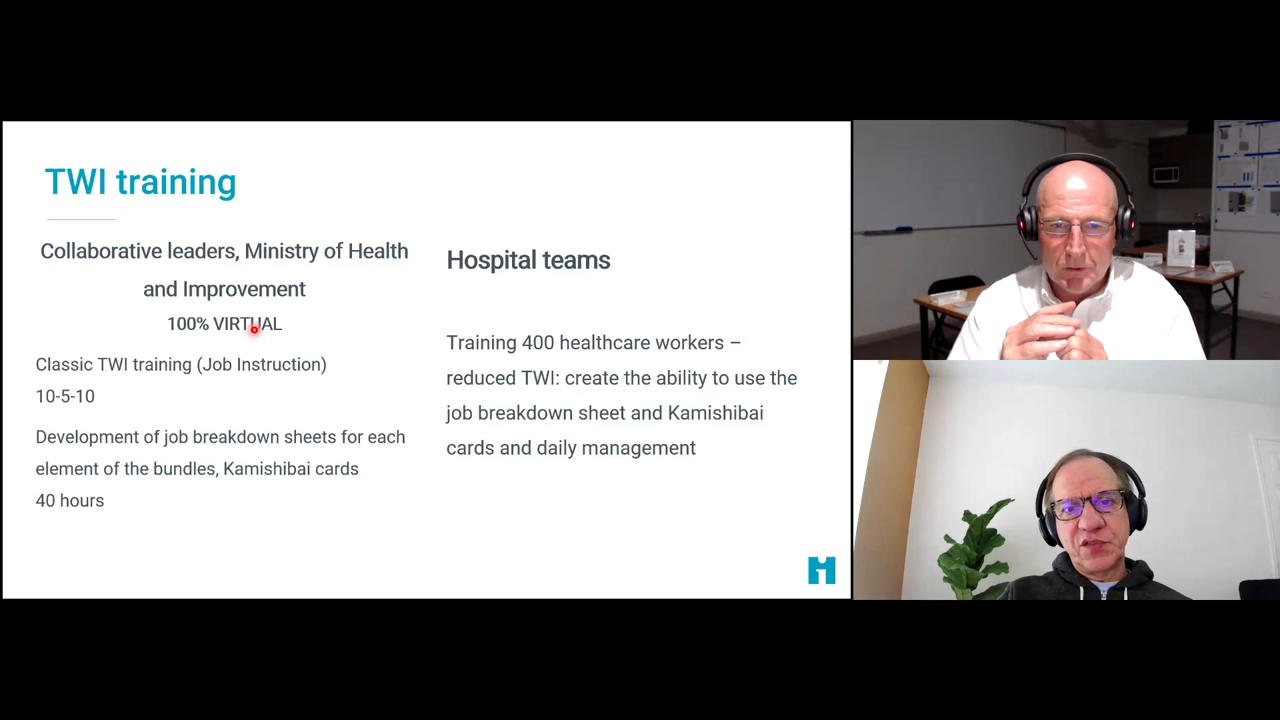 TWI training
Collaborative leaders, Ministry of Health
and Improvement
100% VIRTUAL
Classic TWI training (Job Instruction)
10-5-10
Development of job breakdown sheets for each
element of the bundles, Kamishibai cards
40 hours
Hospital teams
Training 400 healthcare workers –
reduced TWI: create the ability to use the
job breakdown sheet and Kamishibai
cards and daily management